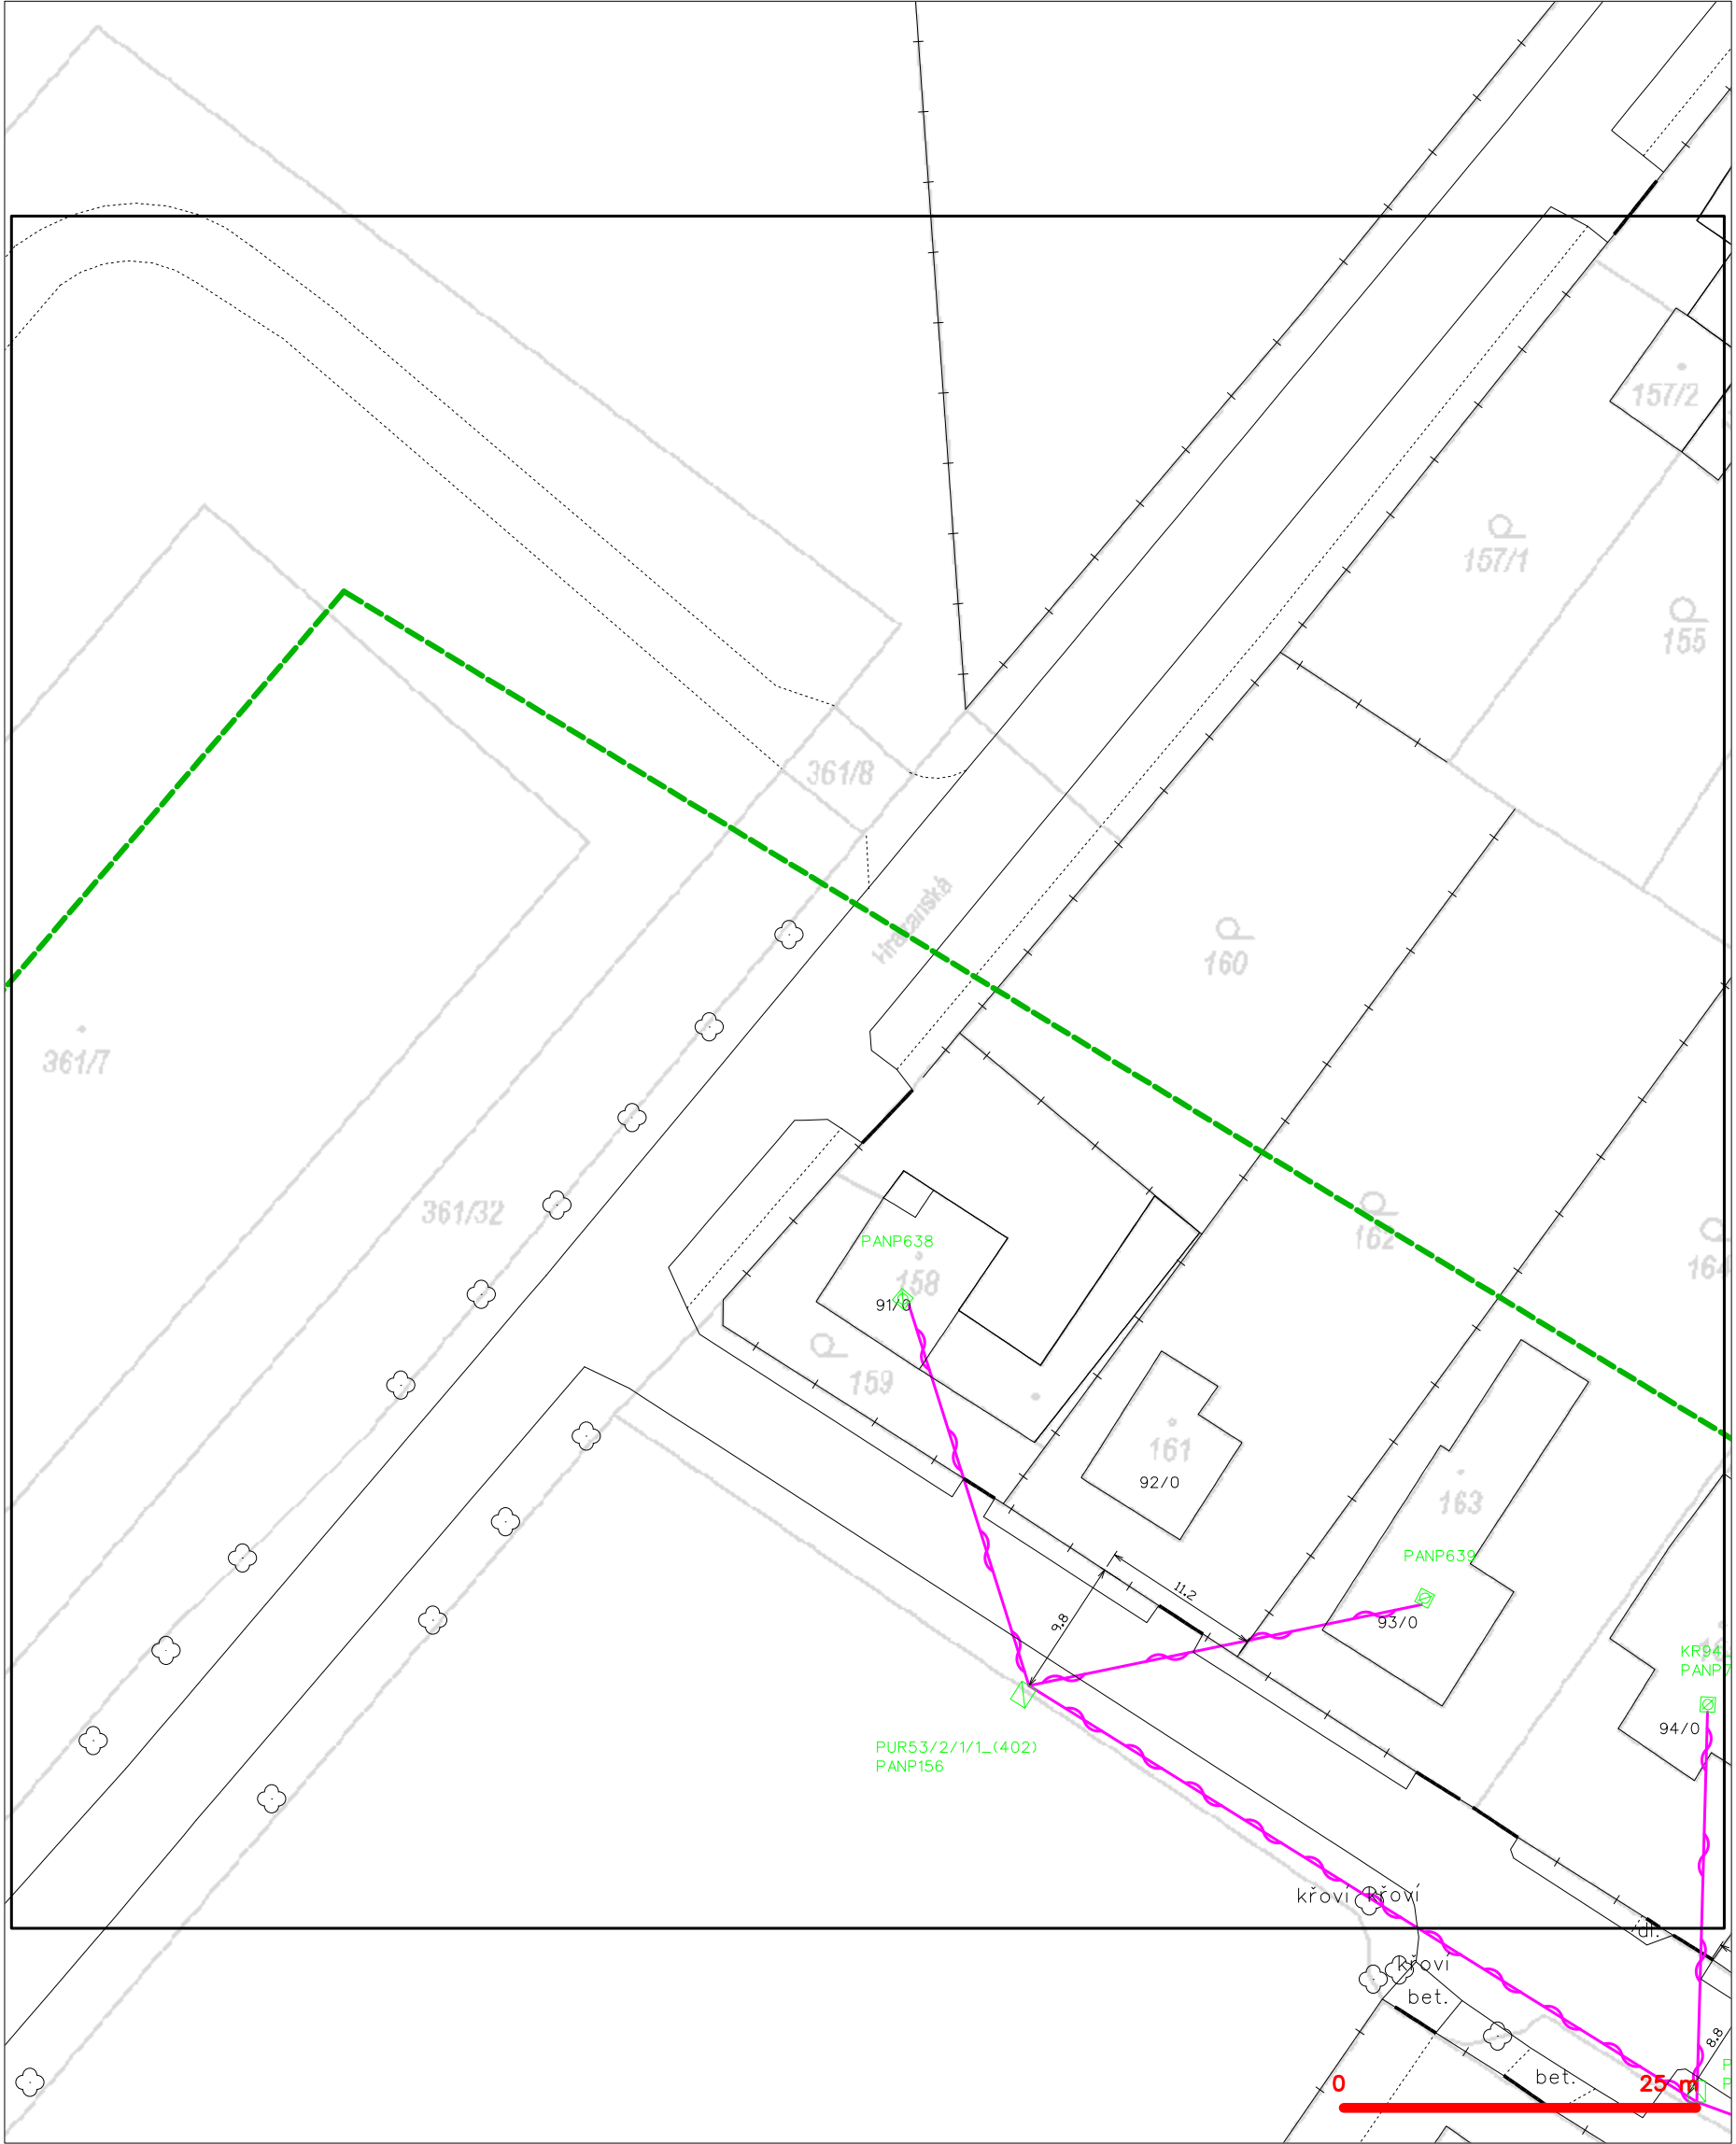 157/2
157/1
155
361/8
Hrazanská
160
361/7
361/32
162
164
PANP638
158
91/0
159
161
92/0
163
PANP639
11.2
9.8
93/0
KR94
PANP7
94/0
PUR53/2/1/1_(402)
PANP156
křoví
křoví
dl.
křoví
bet.
8.8
bet.
0
25 m